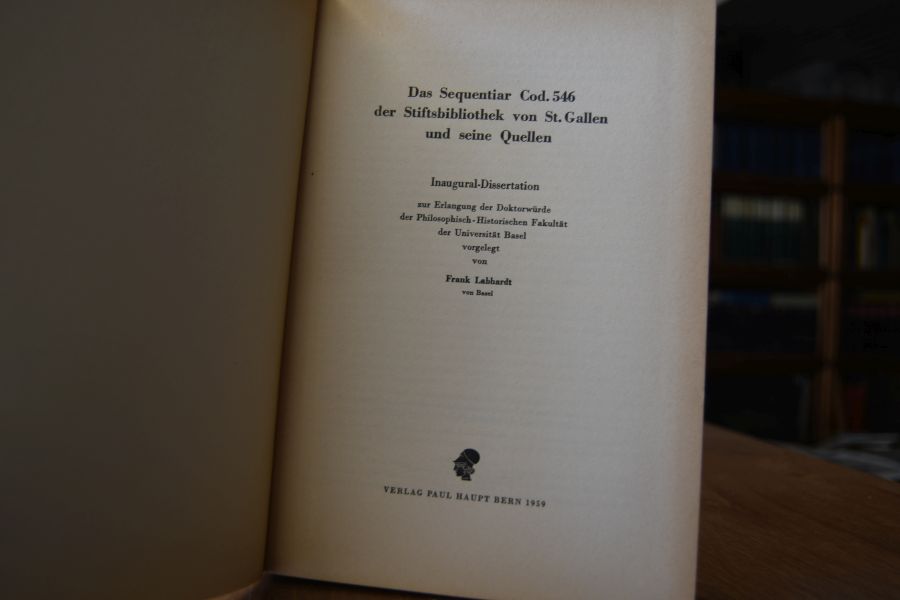 Das Sequentiar Cod. 546
der Stiftsbibliothek von St. Gallen
und seine Quellen
Inaugural-Dissertation
zur Erlangung der Doktorwürde
der Philosophisch-Historischen Fakultät
der Universität Basel
vorgelegt
von
Frank Labhardt
von Basel
VERLAG PAUL HAUPT BERN 1959